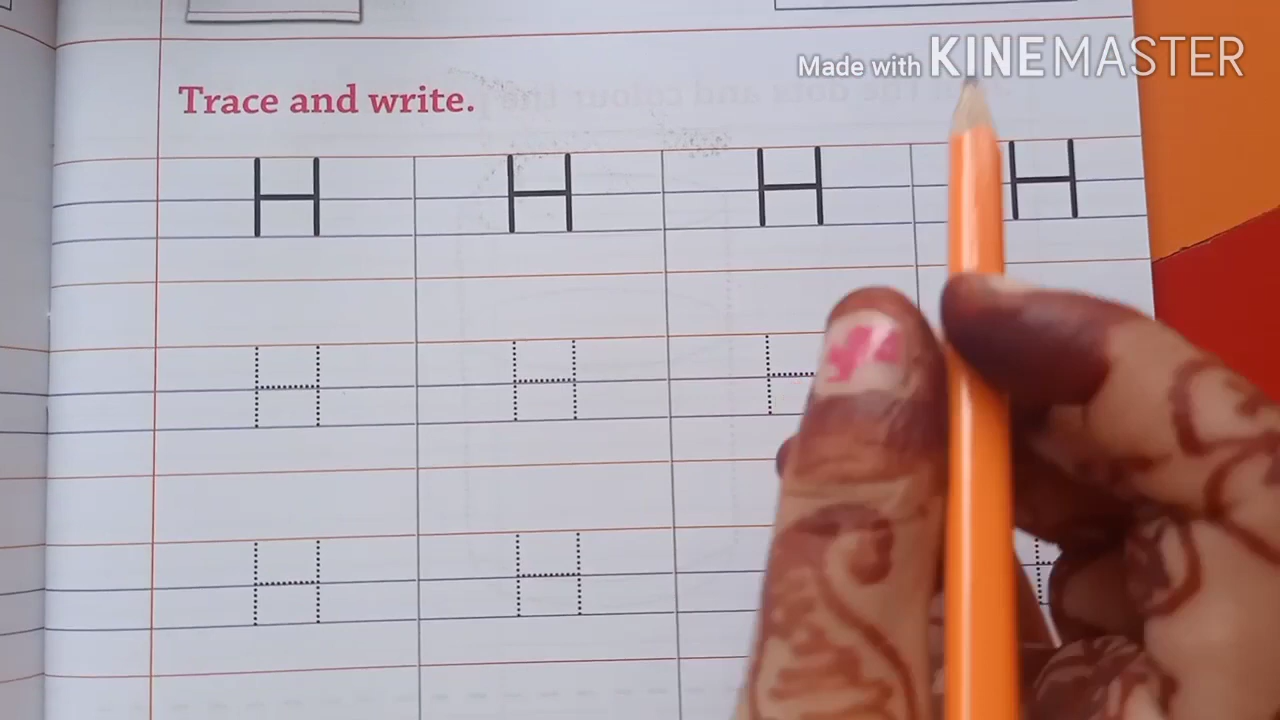 Made with KINEMASTER
Trace and write.
H H H H
H H H
H H